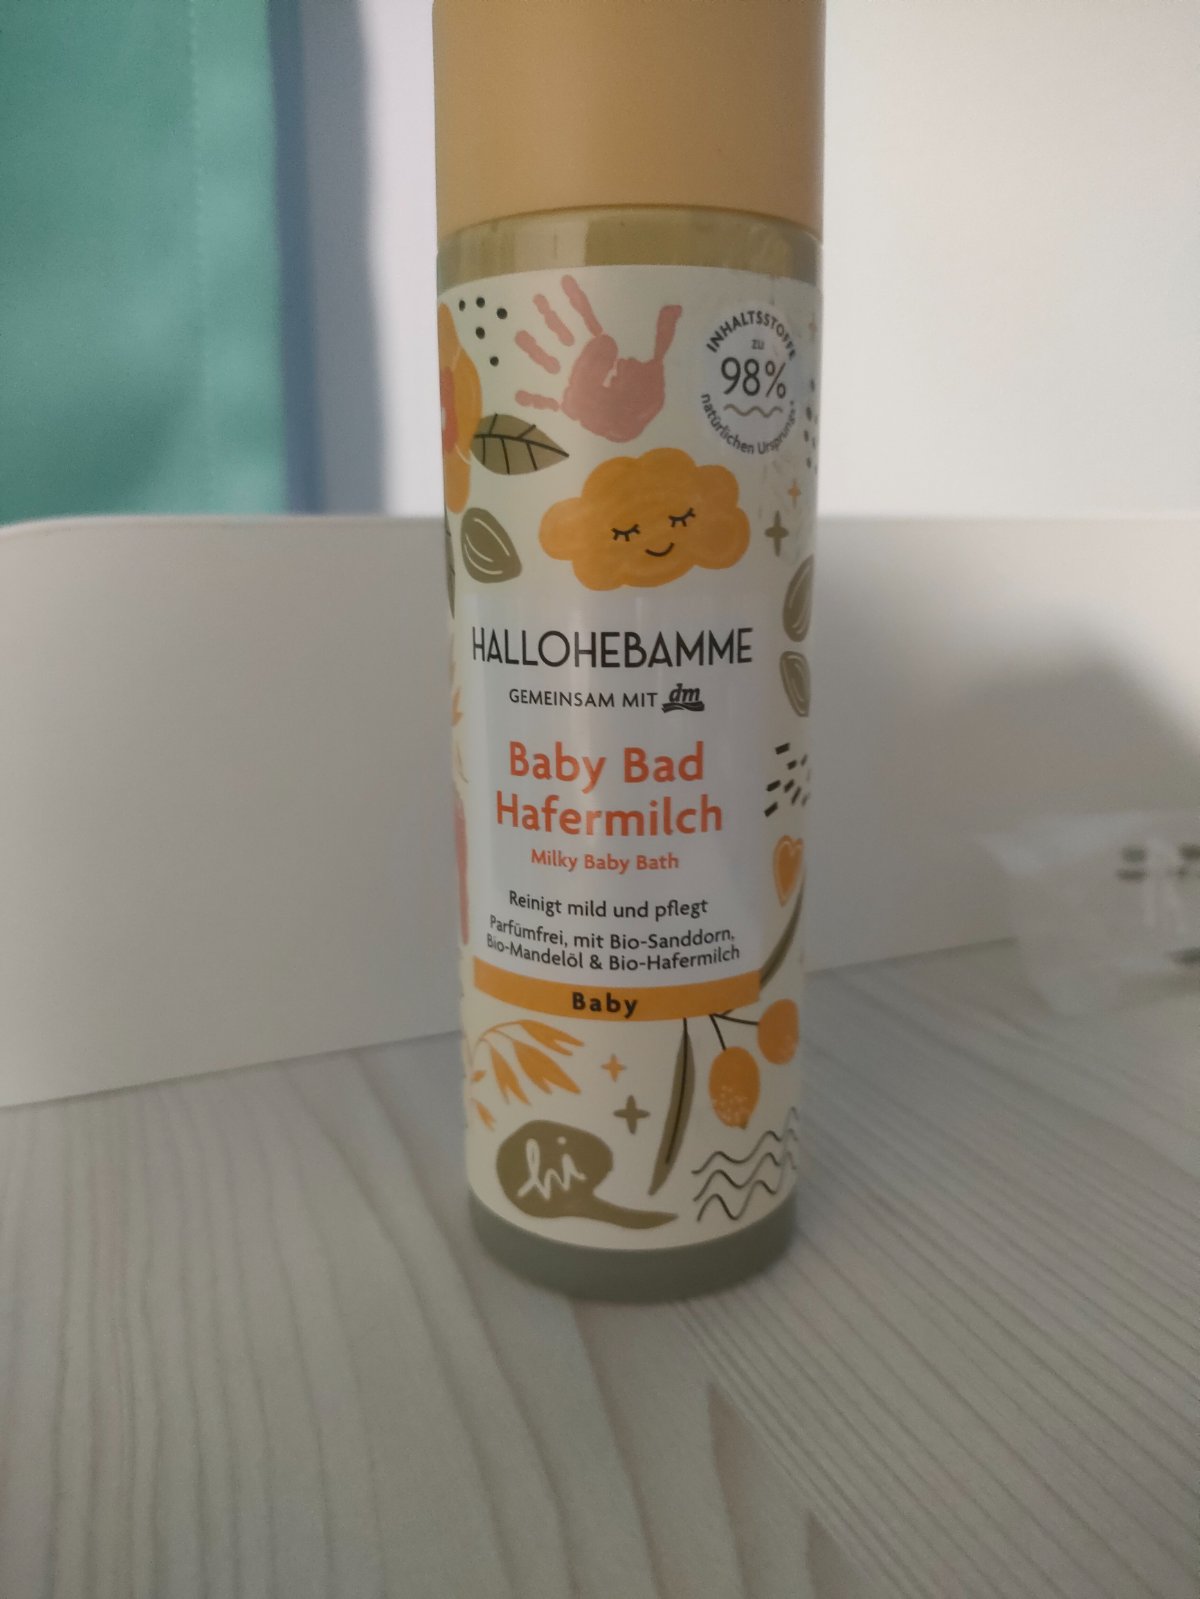 INHALTSSTOFFE
zu
98%
natürlichen Ursprungs*
HALLOHEBAMME
GEMEINSAM MIT dm
Baby Bad
Hafermilch
Milky Baby Bath
Reinigt mild und pflegt
Parfümfrei, mit Bio-Sanddorn,
Bio-Mandelöl & Bio-Hafermilch
Baby
hi